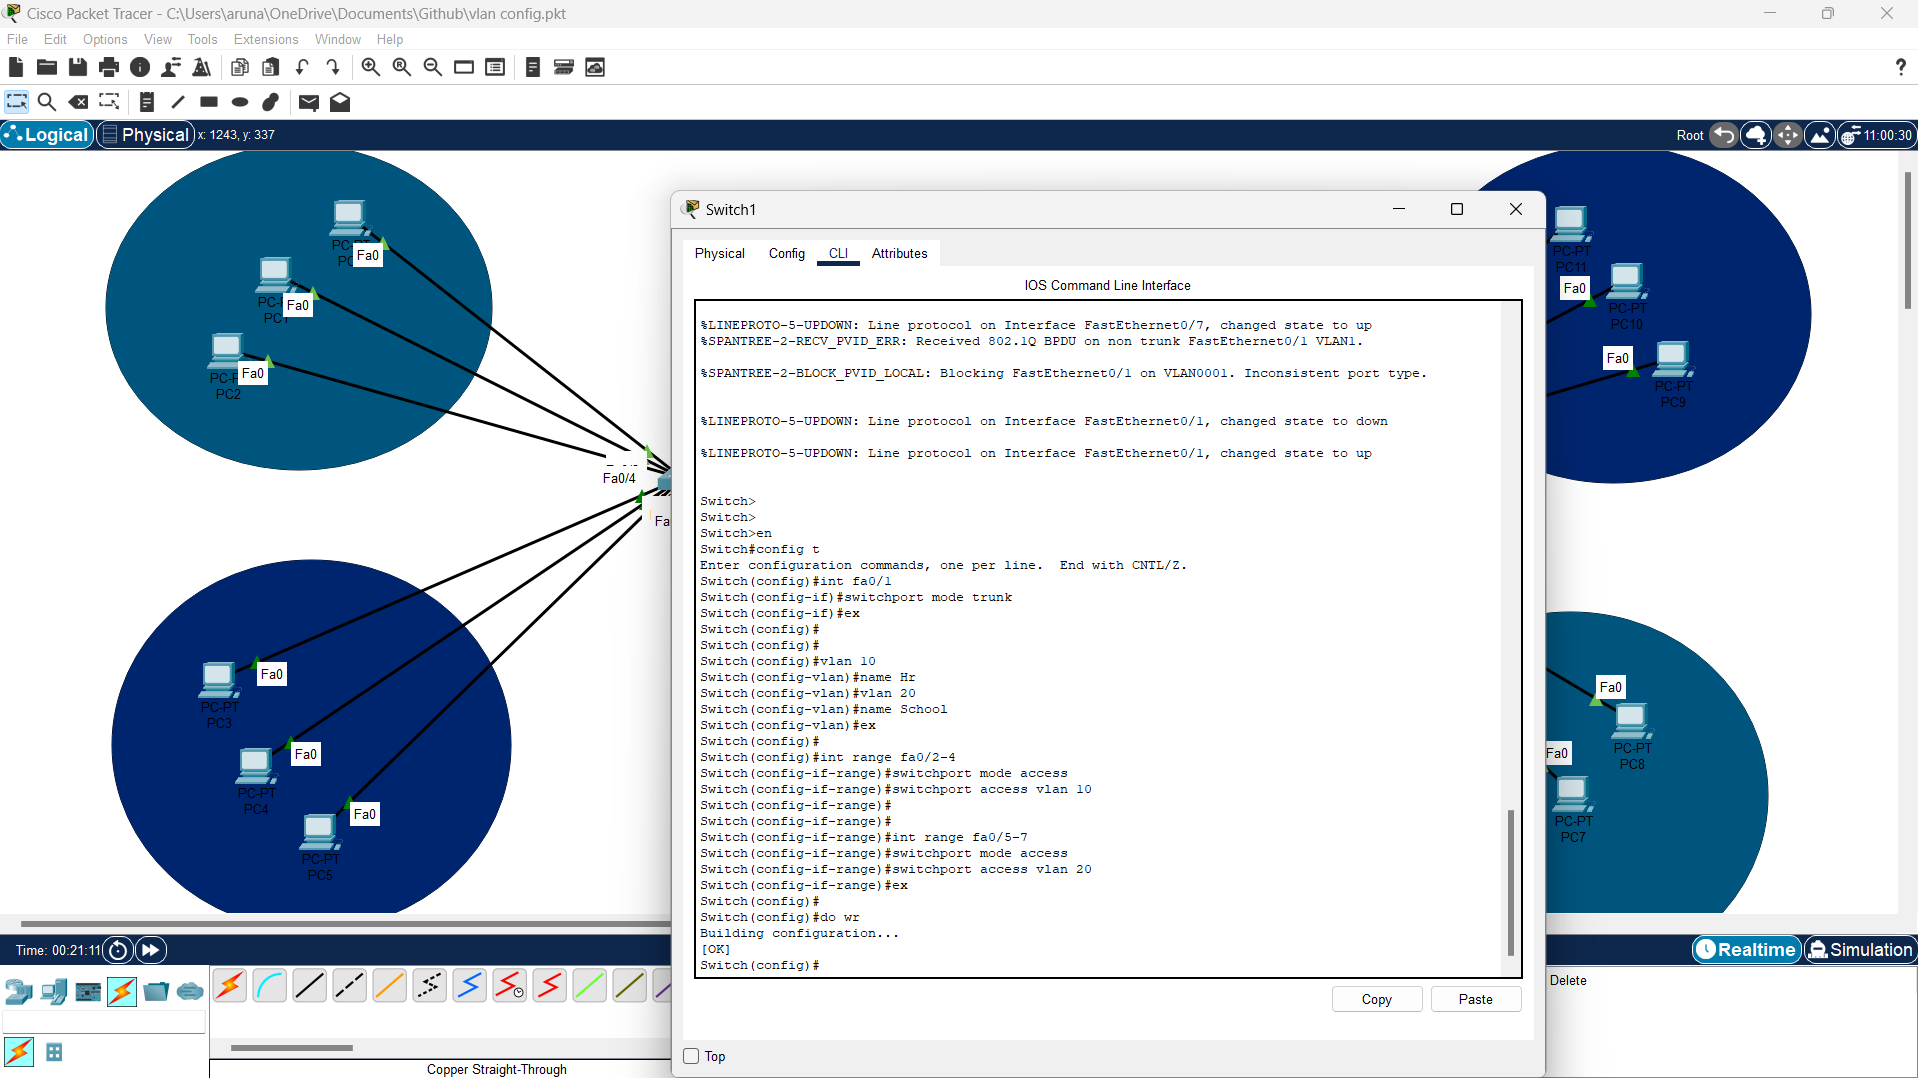 Cisco Packet Tracer - C:\Users\aruna\OneDrive\Documents\Github\vlan config.pkt
File Edit Options View Tools Extensions Window Help
?
Logical Physical x: 1243, y: 337
Root 11:00:30
PC-PT
Fa0
PC1
Fa0
PC2
Fa0
Fa0/4
Fa
Fa0
PC-PT
PC3
Fa0
PC-PT
PC4
Fa0
PC-PT
PC5
Switch1
Physical Config CLI Attributes
IOS Command Line Interface
%LINEPROTO-5-UPDOWN: Line protocol on Interface FastEthernet0/7, changed state to up
%SPANTREE-2-RECV_PVID_ERR: Received 802.1Q BPDU on non trunk FastEthernet0/1 VLAN1.
%SPANTREE-2-BLOCK_PVID_LOCAL: Blocking FastEthernet0/1 on VLAN0001. Inconsistent port type.
%LINEPROTO-5-UPDOWN: Line protocol on Interface FastEthernet0/1, changed state to down
%LINEPROTO-5-UPDOWN: Line protocol on Interface FastEthernet0/1, changed state to up
Switch>
Switch>
Switch>en
Switch#config t
Enter configuration commands, one per line. End with CNTL/Z.
Switch(config)#int fa0/1
Switch(config-if)#switchport mode trunk
Switch(config-if)#ex
Switch(config)#
Switch(config)#
Switch(config)#vlan 10
Switch(config-vlan)#name Hr
Switch(config-vlan)#vlan 20
Switch(config-vlan)#name School
Switch(config-vlan)#ex
Switch(config)#
Switch(config)#int range fa0/2-4
Switch(config-if-range)#switchport mode access
Switch(config-if-range)#switchport access vlan 10
Switch(config-if-range)#
Switch(config-if-range)#
Switch(config-if-range)#int range fa0/5-7
Switch(config-if-range)#switchport mode access
Switch(config-if-range)#switchport access vlan 20
Switch(config-if-range)#ex
Switch(config)#
Switch(config)#do wr
Building configuration...
[OK]
Switch(config)#
Copy Paste
Top
PC-PT
PC11
Fa0
PC-PT
PC10
Fa0
PC-PT
PC9
Fa0
PC-PT
PC8
Fa0
PC-PT
PC7
Time: 00:21:11
Realtime Simulation
Delete
Copper Straight-Through